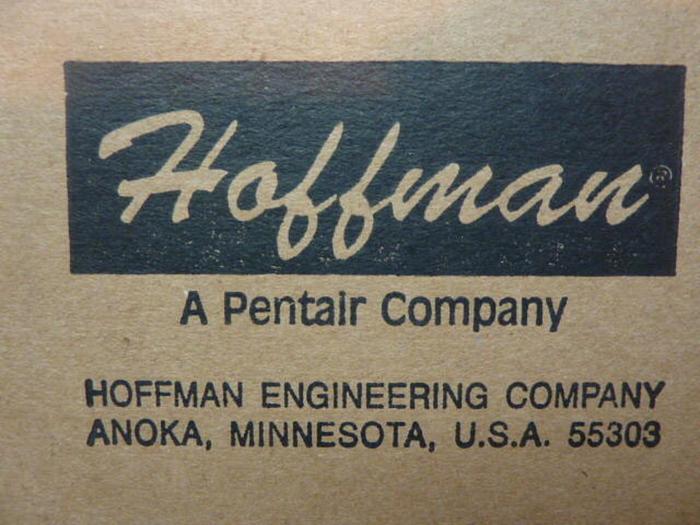 Hoffman®
A Pentair Company
HOFFMAN ENGINEERING COMPANY
ANOKA, MINNESOTA, U.S.A. 55303